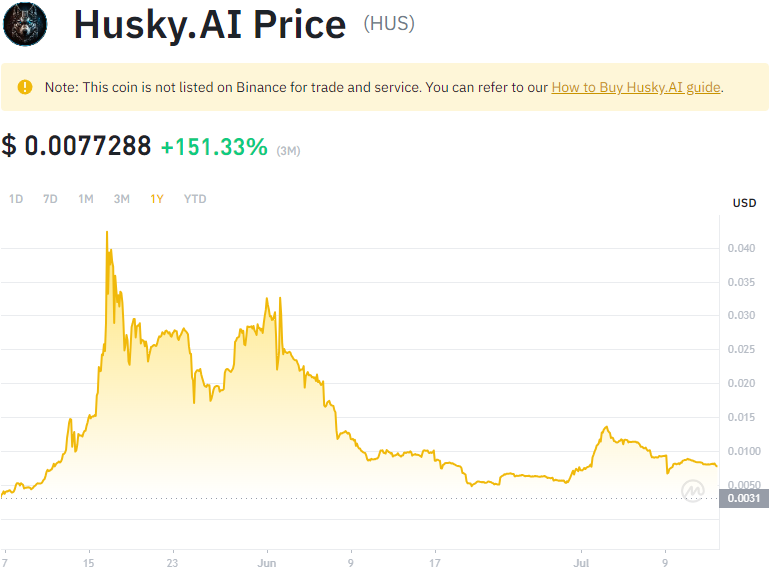 Husky.AI Price (HUS)
Note: This coin is not listed on Binance for trade and service. You can refer to our How to Buy Husky.AI guide.
$ 0.0077288 +151.33% (3M)
1D 7D 1M 3M 1Y YTD
USD
0.040
0.035
0.030
0.025
0.020
0.015
0.0100
0.0050
0.0031
7 15 23 Jun 9 17 Jul 9